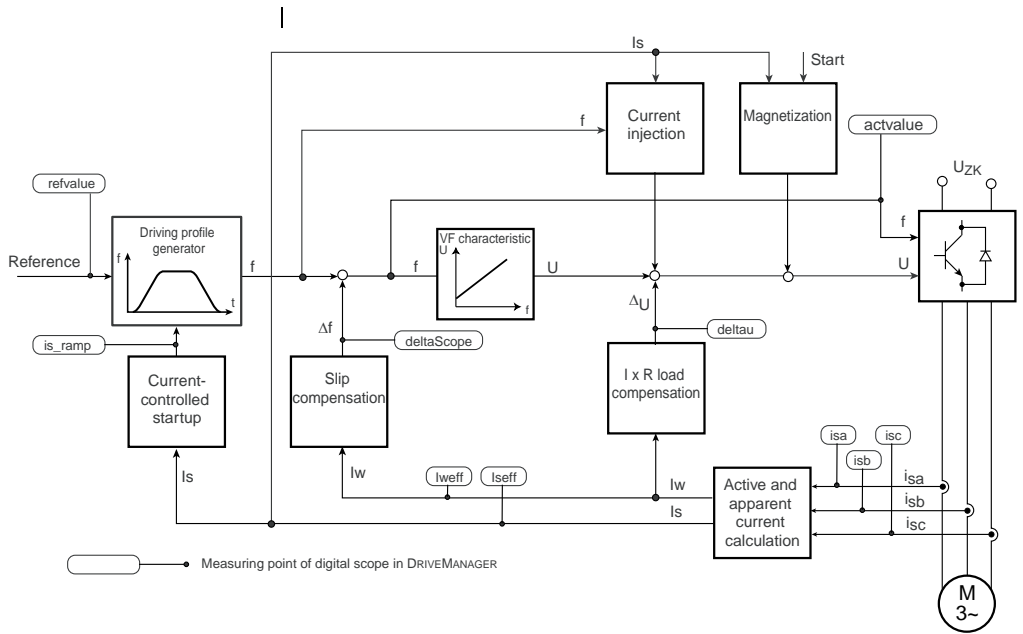 Is
Start
Current
injection
Magnetization
f
actvalue
UZK
refvalue
Driving profile
generator
f
t
Reference
f
f
VF characteristic
U
f
U
f
U
Δf
ΔU
is_ramp
deltaScope
deltau
Current-
controlled
startup
Slip
compensation
I x R load
compensation
isa
isc
isb
Is
Iw
Iweff
Iseff
Iw
Is
Active and
apparent
current
calculation
isa
isb
isc
Measuring point of digital scope in DRIVEMANAGER
M
3~